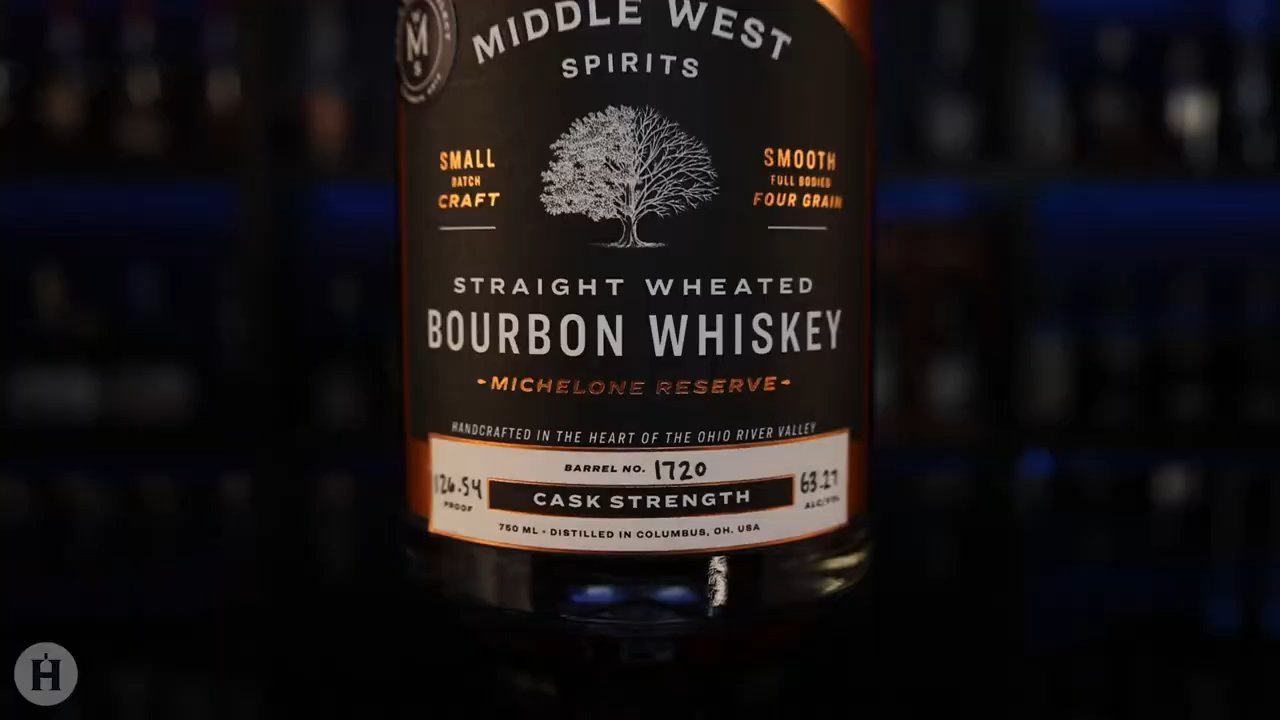 MIDDLE WEST
SPIRITS
M
S
SMALL
BATCH
CRAFT
SMOOTH
FULL BODIED
FOUR GRAIN
STRAIGHT WHEATED
BOURBON WHISKEY
-MICHELONE RESERVE-
HANDCRAFTED IN THE HEART OF THE OHIO RIVER VALLEY
BARREL NO. 1720
126.54
PROOF
CASK STRENGTH
63.27
ALC/VOL
750 ML - DISTILLED IN COLUMBUS, OH. USA
H